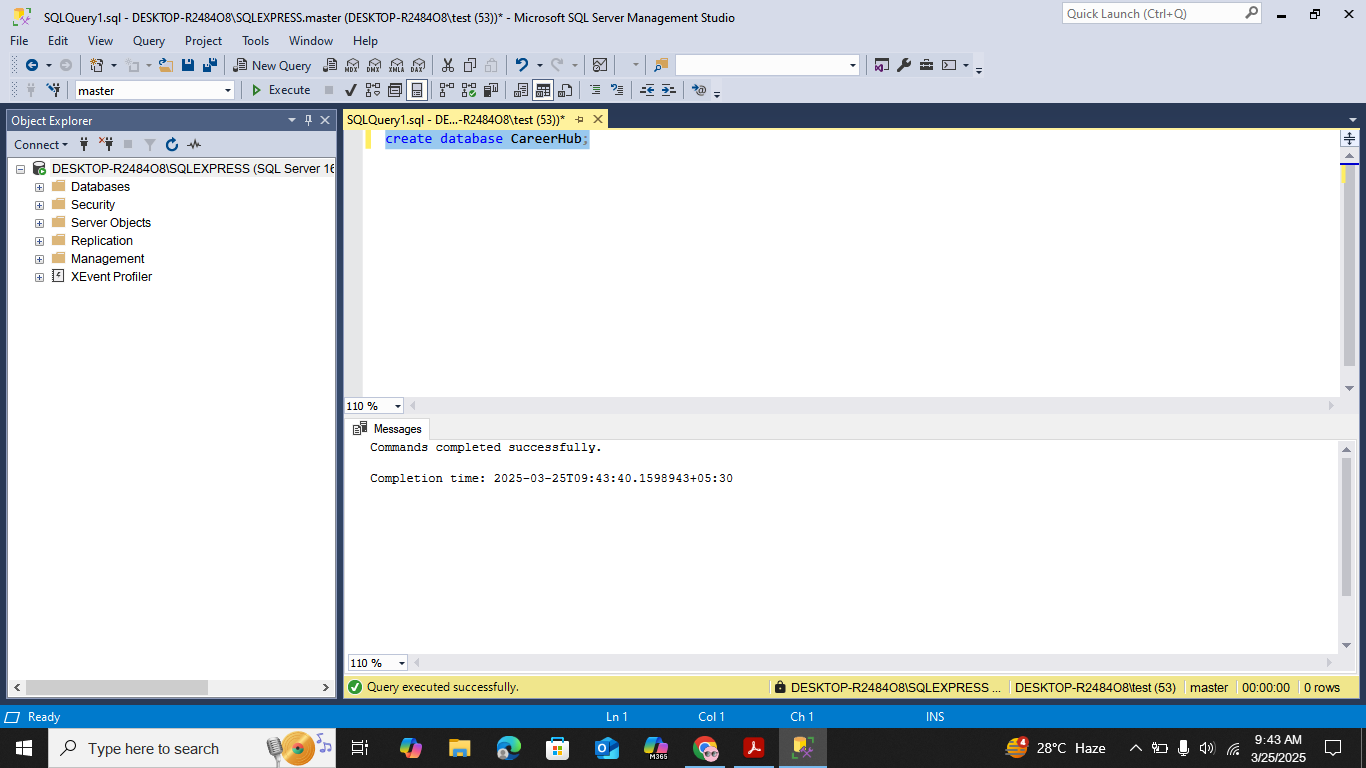 SQLQuery1.sql - DESKTOP-R2484O8\SQLEXPRESS.master (DESKTOP-R2484O8\test (53))* - Microsoft SQL Server Management Studio
Quick Launch (Ctrl+Q)
File Edit View Query Project Tools Window Help
New Query
MDX DMX XMLA DAX
master
Execute
Object Explorer
Connect
DESKTOP-R2484O8\SQLEXPRESS (SQL Server 16
Databases
Security
Server Objects
Replication
Management
XEvent Profiler
SQLQuery1.sql - DE...-R2484O8\test (53))*
create database CareerHub;
110 %
Messages
Commands completed successfully.
Completion time: 2025-03-25T09:43:40.1598943+05:30
110 %
Query executed successfully.
DESKTOP-R2484O8\SQLEXPRESS ... DESKTOP-R2484O8\test (53) master 00:00:00 0 rows
Ready
Ln 1 Col 1 Ch 1 INS
Type here to search
M365
4
28°C Haze
9:43 AM
3/25/2025